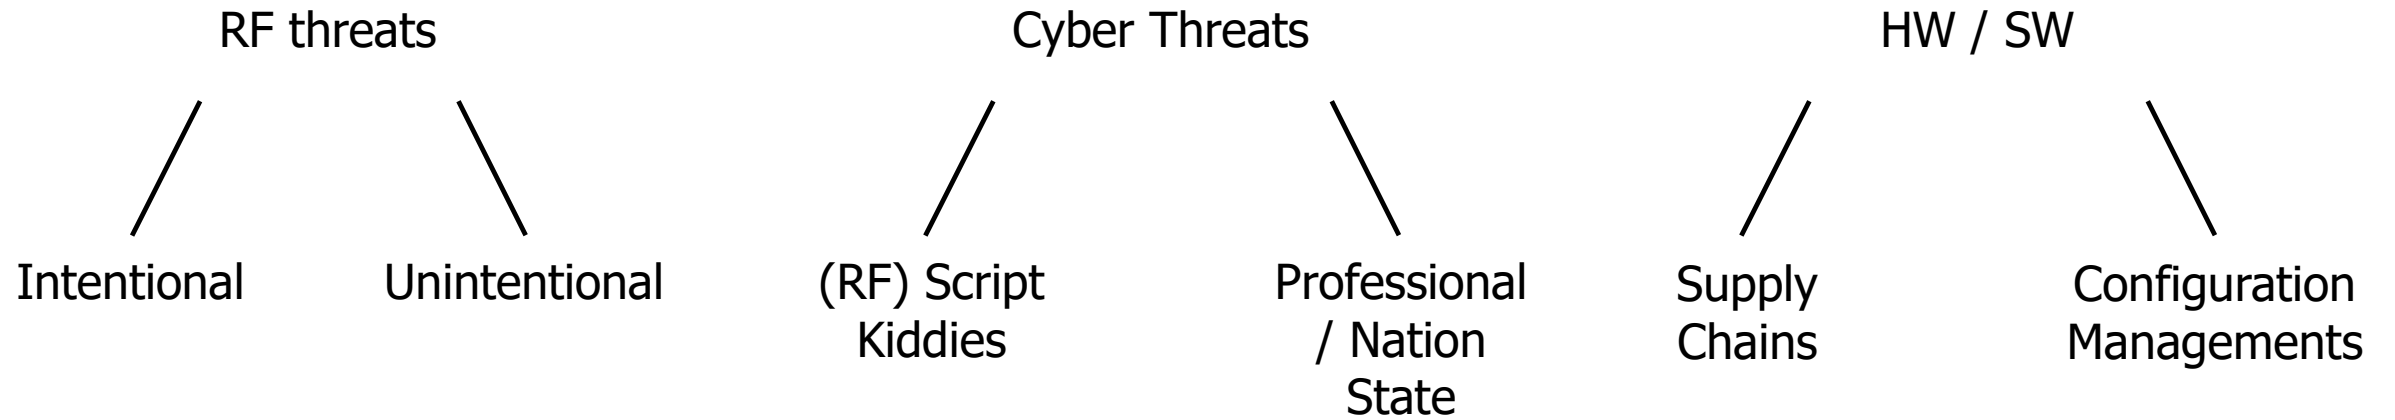 RF threats
Cyber Threats
HW / SW
Intentional
Unintentional
(RF) Script
Kiddies
Professional
/ Nation
State
Supply
Chains
Configuration
Managements